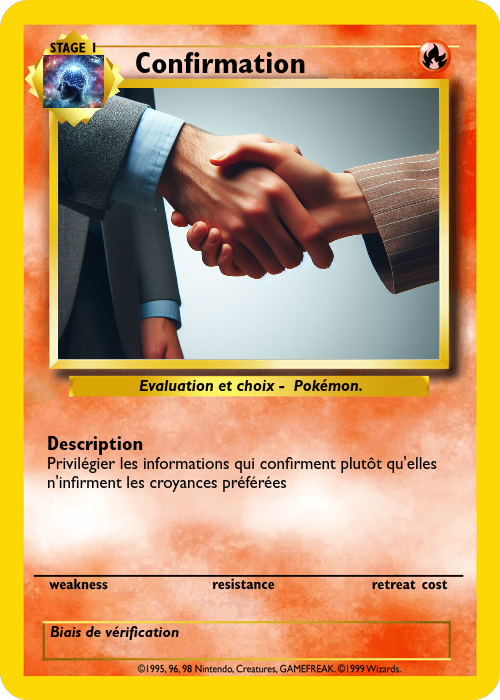 STAGE 1
Confirmation
Evaluation et choix - Pokémon.
Description
Privilégier les informations qui confirment plutôt qu'elles
n'infirment les croyances préférées
weakness resistance retreat cost
Biais de vérification
©1995, 96, 98 Nintendo, Creatures, GAMEFREAK. ©1999 Wizards.